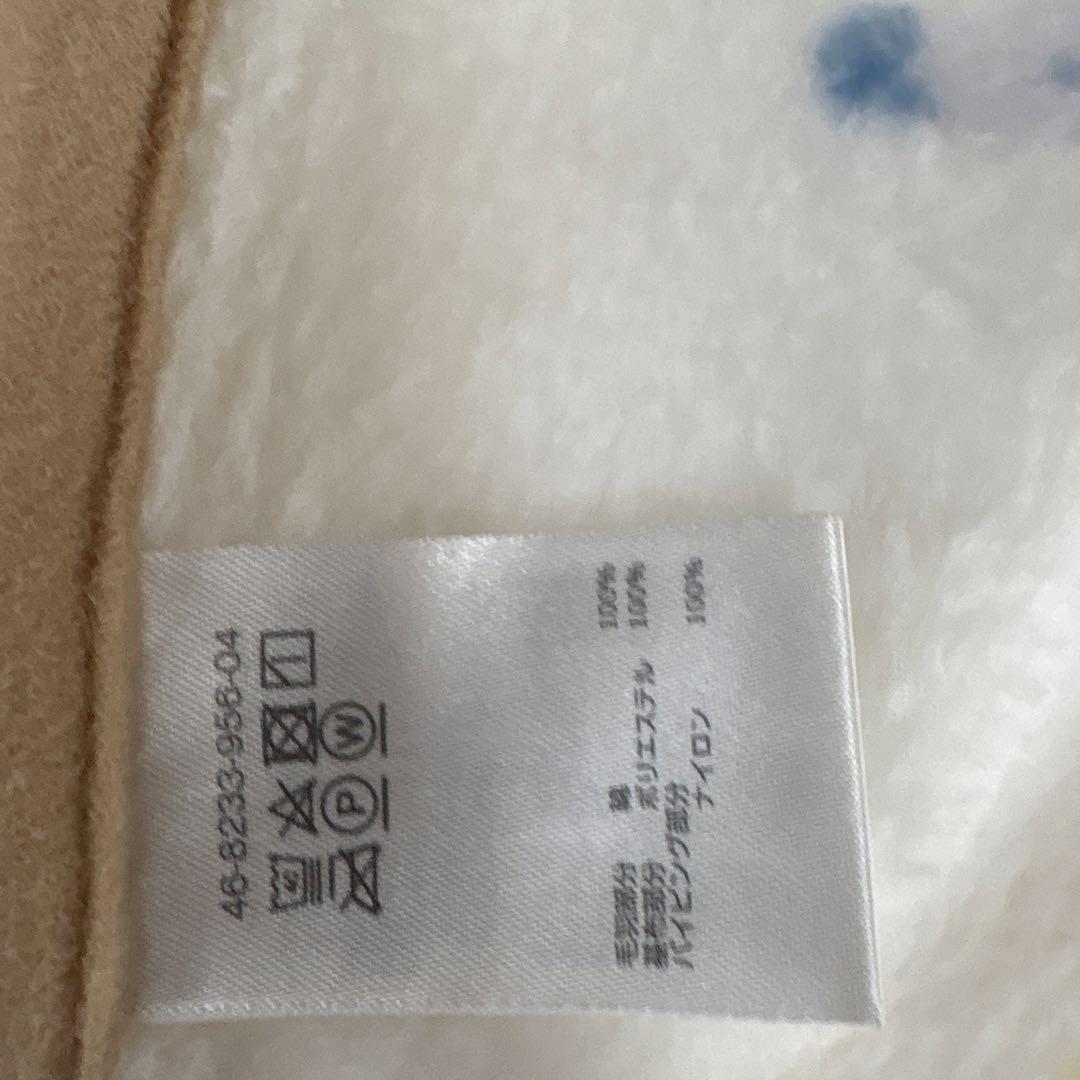 46-8233-958-04
P W
毛羽部分 綿 100%
基布部分 ポリエステル 100%
パイピング部分
ナイロン 100%